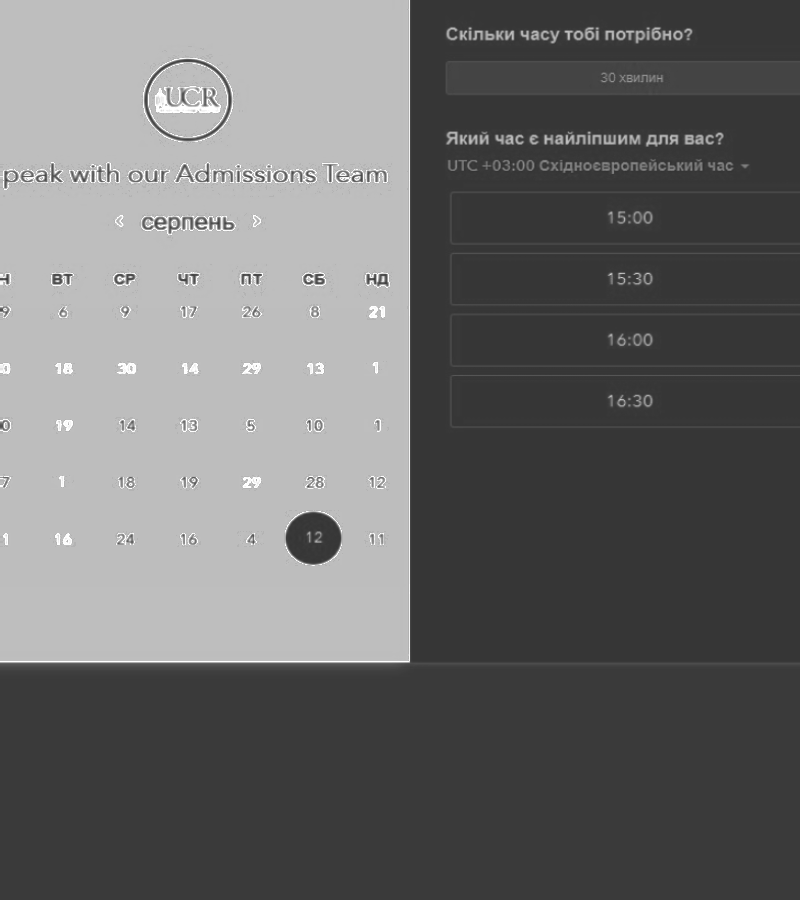 UCR
peak with our Admissions Team
‹ серпень ›
Н ВТ СР ЧТ ПТ СБ НД
9 6 9 17 26 8 21
0 18 30 14 29 13 1
0 19 14 13 5 10 1
7 1 18 19 29 28 12
1 16 24 16 4 12 11
Скільки часу тобі потрібно?
30 хвилин
Який час є найліпшим для вас?
UTC +03:00 Східноєвропейський час
15:00
15:30
16:00
16:30